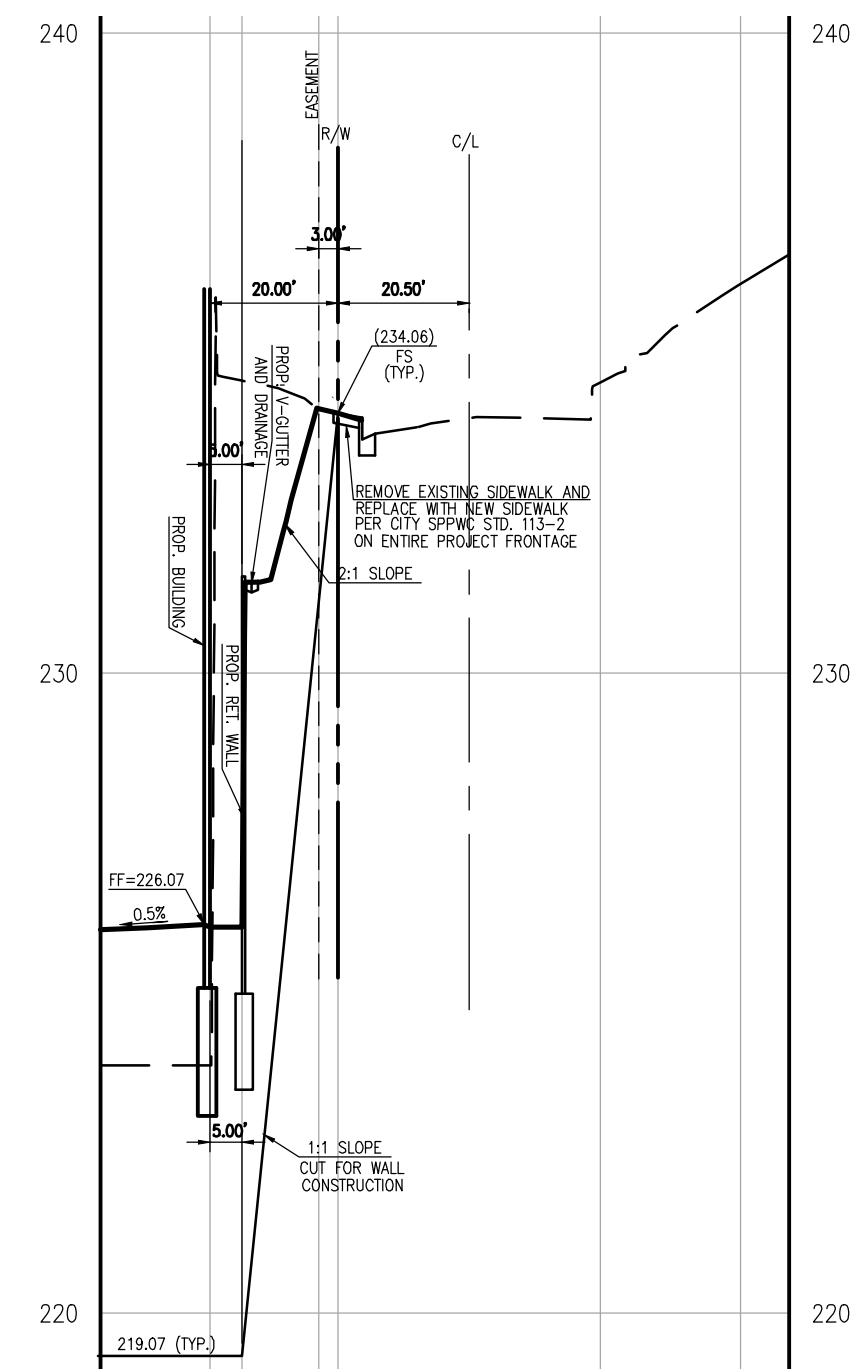 240
240
EASEMENT
R/W
C/L
3.00'
20.00'
20.50'
(234.06)
FS
(TYP.)
PROP. V-GUTTER
AND DRAINAGE
5.00'
REMOVE EXISTING SIDEWALK AND
REPLACE WITH NEW SIDEWALK
PER CITY SPPWC STD. 113-2
ON ENTIRE PROJECT FRONTAGE
PROP. BUILDING
2:1 SLOPE
230
230
PROP. RET. WALL
FF=226.07
0.5%
5.00'
1:1 SLOPE
CUT FOR WALL
CONSTRUCTION
220
220
219.07 (TYP.)